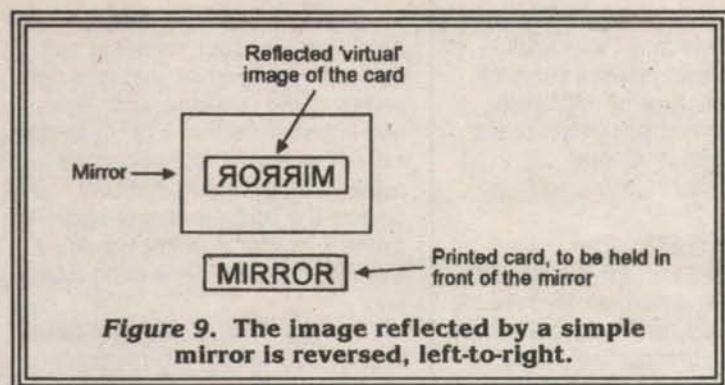 Reflected 'virtual'
image of the card
Mirror
ЯOЯЯIM
MIRROR
Printed card, to be held in
front of the mirror
Figure 9. The image reflected by a simple
mirror is reversed, left-to-right.